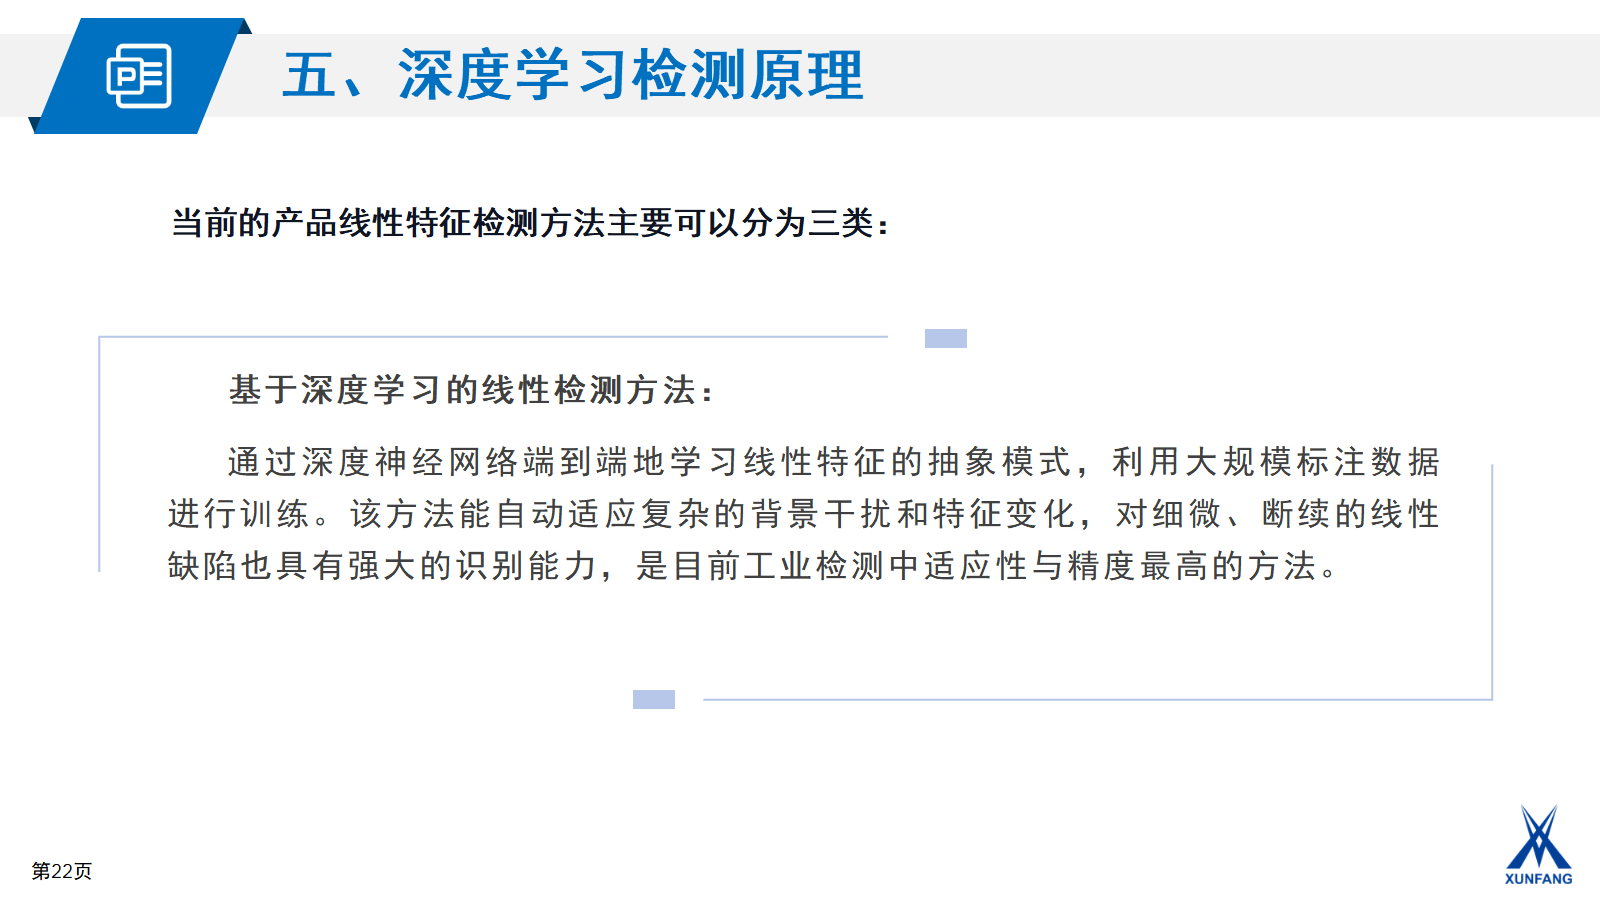 五、深度学习检测原理
当前的产品线性特征检测方法主要可以分为三类：
基于深度学习的线性检测方法：
通过深度神经网络端到端地学习线性特征的抽象模式，利用大规模标注数据
进行训练。该方法能自动适应复杂的背景干扰和特征变化，对细微、断续的线性
缺陷也具有强大的识别能力，是目前工业检测中适应性与精度最高的方法。
第22页
XUNFANG